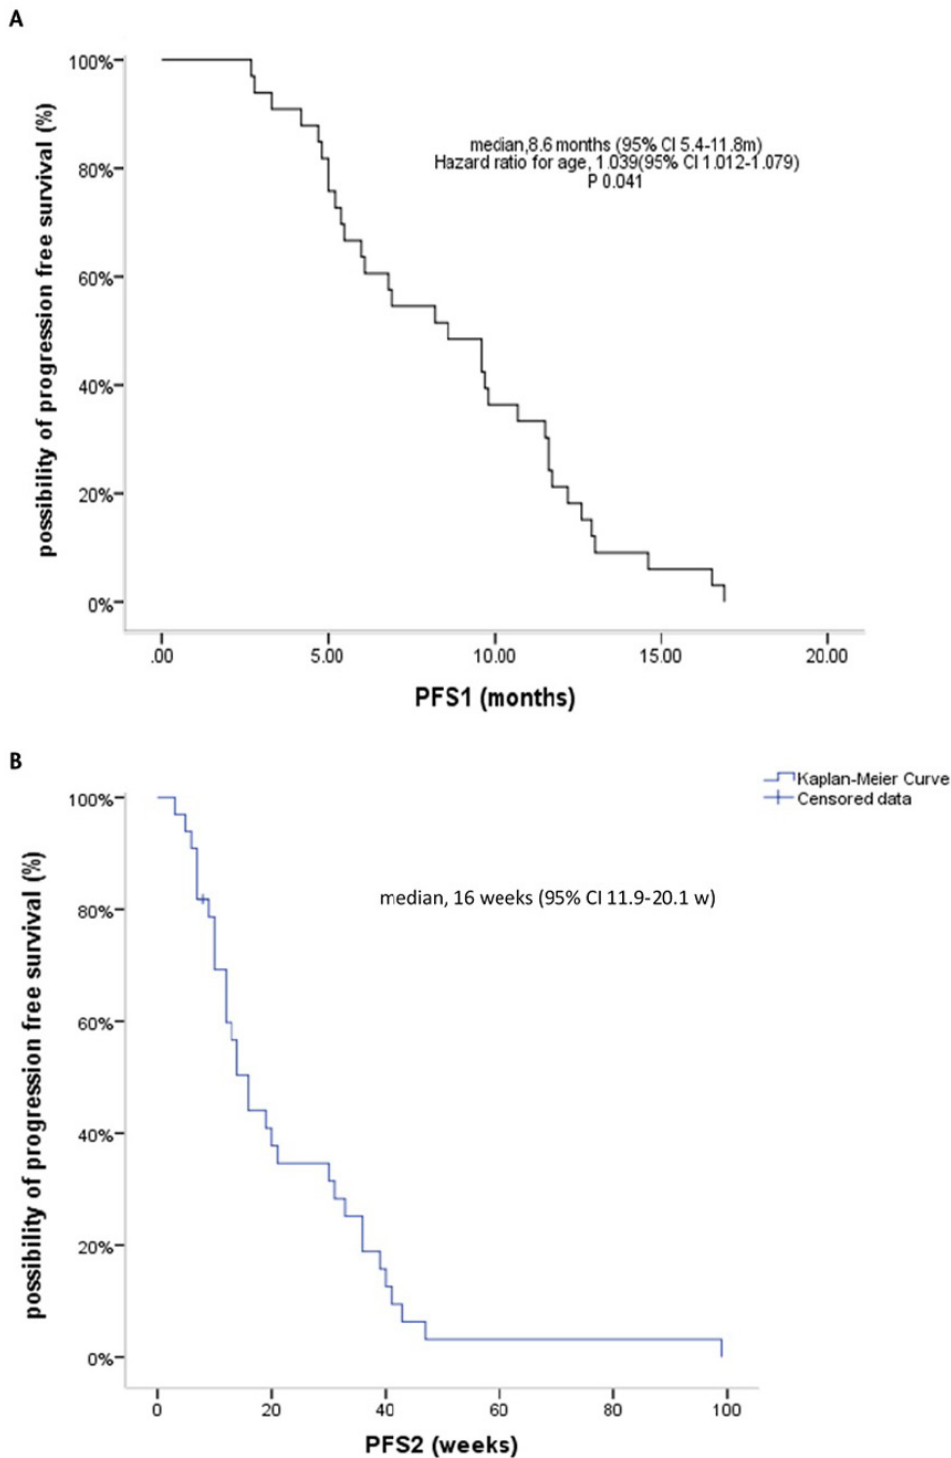 A
100%
80%
60%
40%
20%
0%
possibility of progression free survival (%)
median,8.6 months (95% CI 5.4-11.8m)
Hazard ratio for age, 1.039(95% CI 1.012-1.079)
P 0.041
.00 5.00 10.00 15.00 20.00
PFS1 (months)
B
Kaplan-Meier Curve
Censored data
100%
80%
60%
40%
20%
0%
possibility of progression free survival (%)
median, 16 weeks (95% CI 11.9-20.1 w)
0 20 40 60 80 100
PFS2 (weeks)